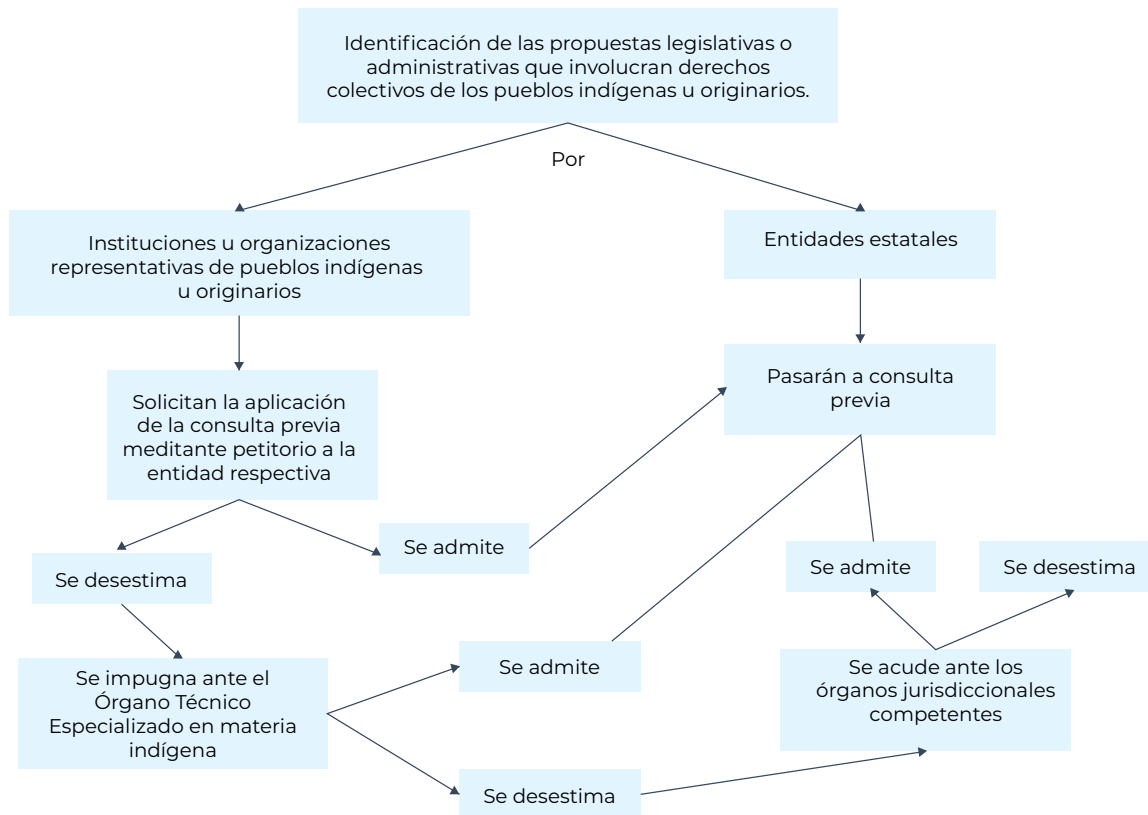 Identificación de las propuestas legislativas o
administrativas que involucran derechos
colectivos de los pueblos indígenas u originarios.
Por
Instituciones u organizaciones
representativas de pueblos indígenas
u originarios
Entidades estatales
Solicitan la aplicación
de la consulta previa
meditante petitorio a la
entidad respectiva
Pasarán a consulta
previa
Se desestima
Se admite
Se admite
Se desestima
Se impugna ante el
Órgano Técnico
Especializado en materia
indígena
Se admite
Se desestima
Se acude ante los
órganos jurisdiccionales
competentes